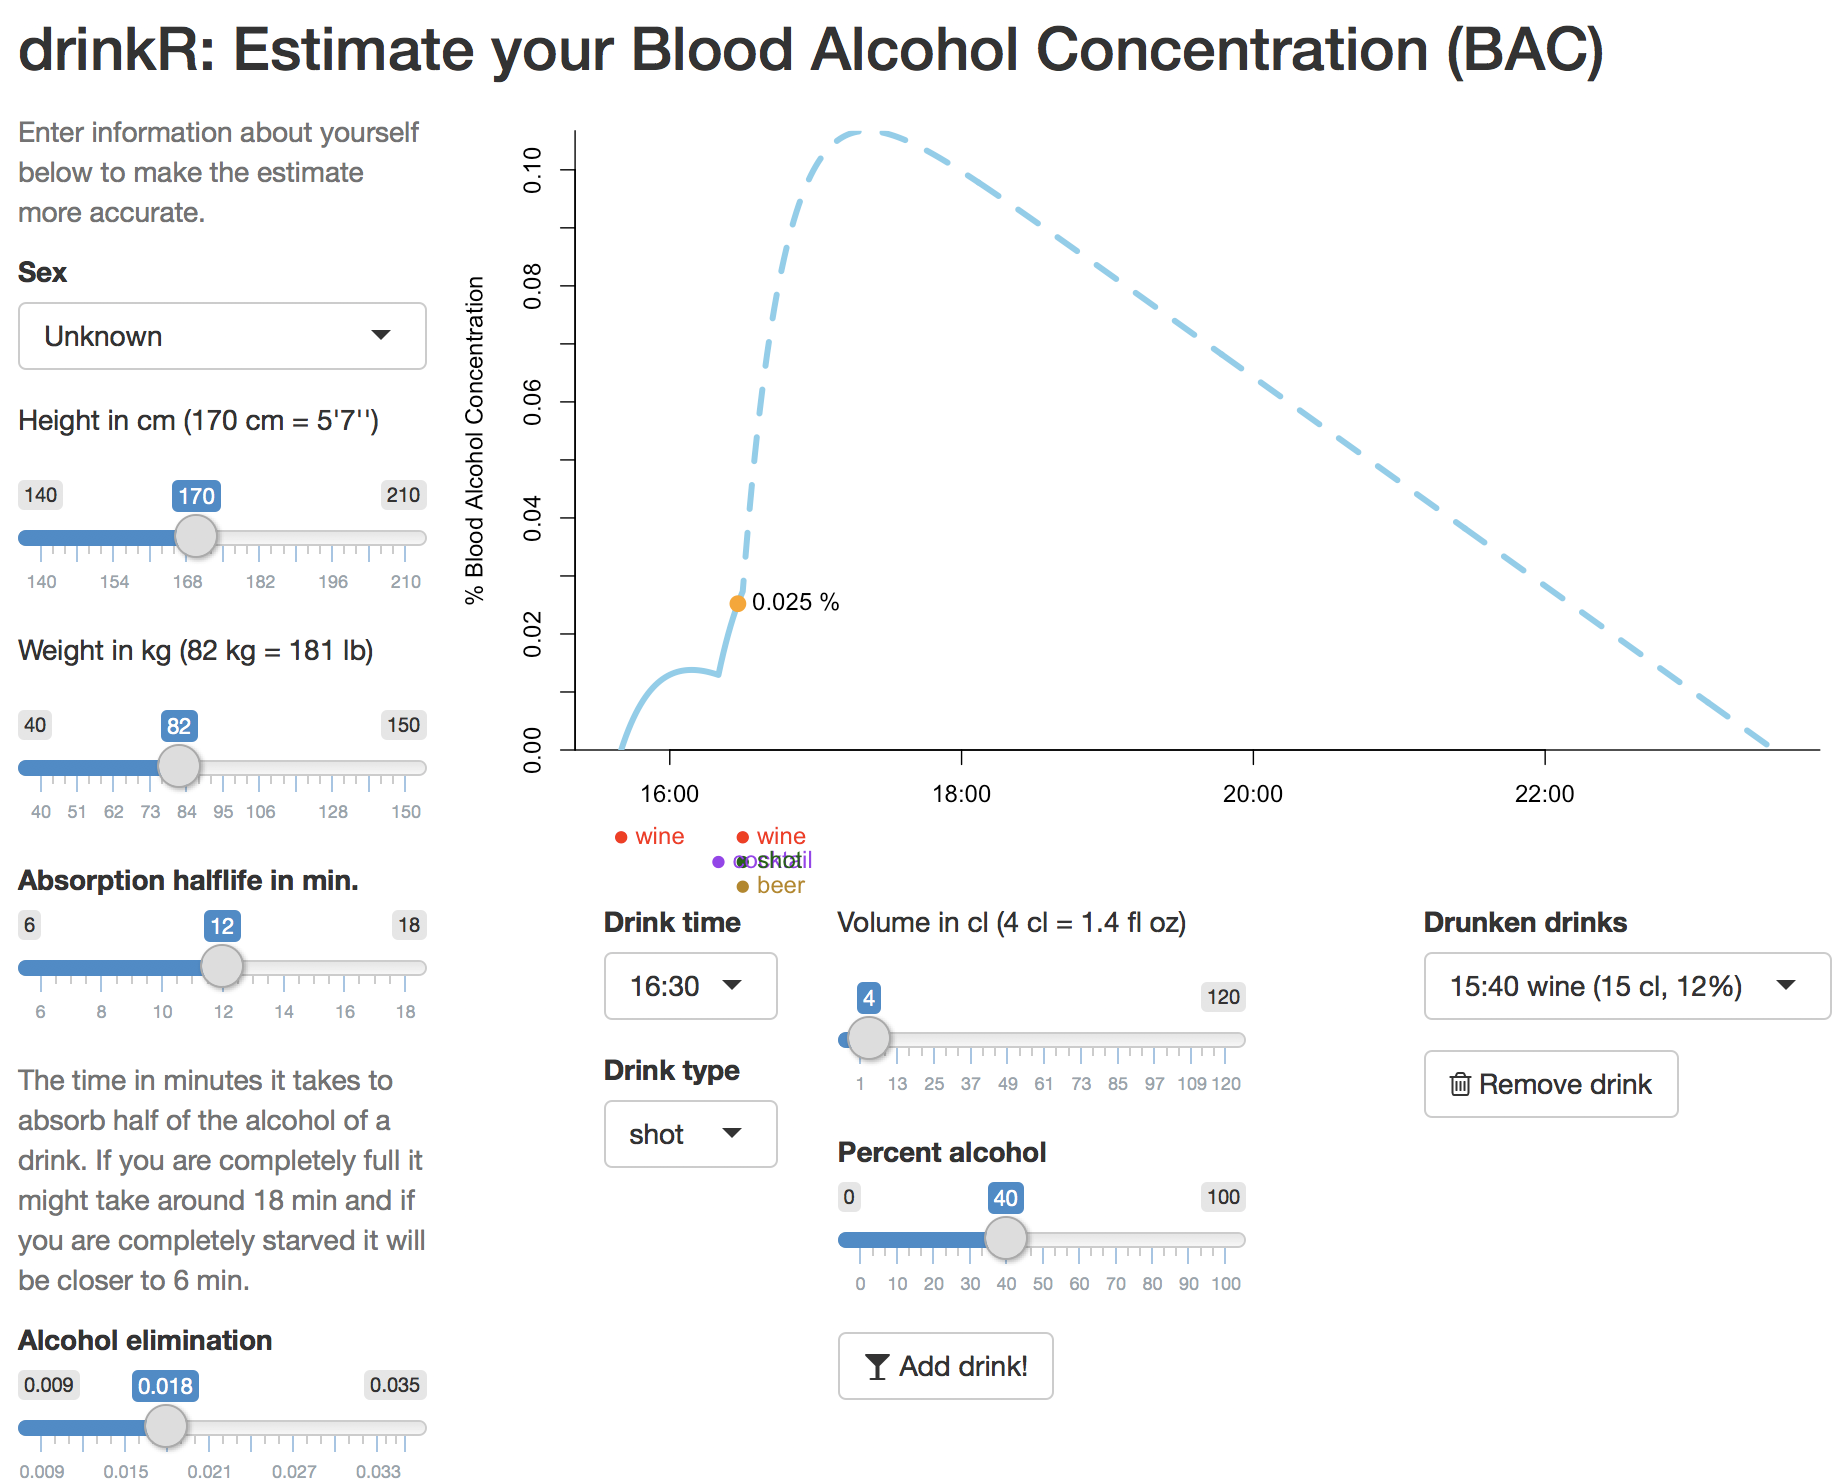 drinkR: Estimate your Blood Alcohol Concentration (BAC)
Enter information about yourself
below to make the estimate
more accurate.
Sex
Unknown
Height in cm (170 cm = 5'7'')
140 170 210
140 154 168 182 196 210
Weight in kg (82 kg = 181 lb)
40 82 150
40 51 62 73 84 95 106 128 150
Absorption halflife in min.
6 12 18
6 8 10 12 14 16 18
The time in minutes it takes to
absorb half of the alcohol of a
drink. If you are completely full it
might take around 18 min and if
you are completely starved it will
be closer to 6 min.
Alcohol elimination
0.009 0.018 0.035
0.009 0.015 0.021 0.027 0.033
% Blood Alcohol Concentration
0.10
0.08
0.06
0.04
0.02
0.00
0.025 %
16:00 18:00 20:00 22:00
wine wine
cocktail shot
beer
Drink time
16:30
Drink type
shot
Volume in cl (4 cl = 1.4 fl oz)
4 120
1 13 25 37 49 61 73 85 97 109 120
Percent alcohol
0 40 100
0 10 20 30 40 50 60 70 80 90 100
Add drink!
Drunken drinks
15:40 wine (15 cl, 12%)
Remove drink